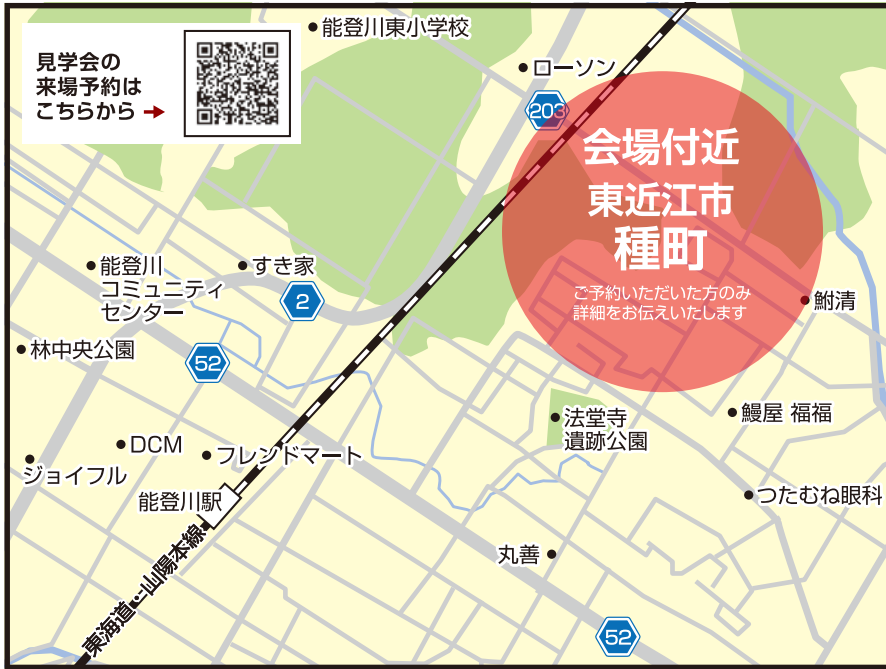 能登川東小学校
見学会の
来場予約は
こちらから →
ローソン
203
会場付近
東近江市
種町
ご予約いただいた方のみ
詳細をお伝えいたします
能登川
コミュニティ
センター
すき家
2
鮒清
林中央公園
52
法堂寺
遺跡公園
鰻屋 福福
DCM
フレンドマート
ジョイフル
能登川駅
つたむね眼科
丸善
東海道・山陽本線
52